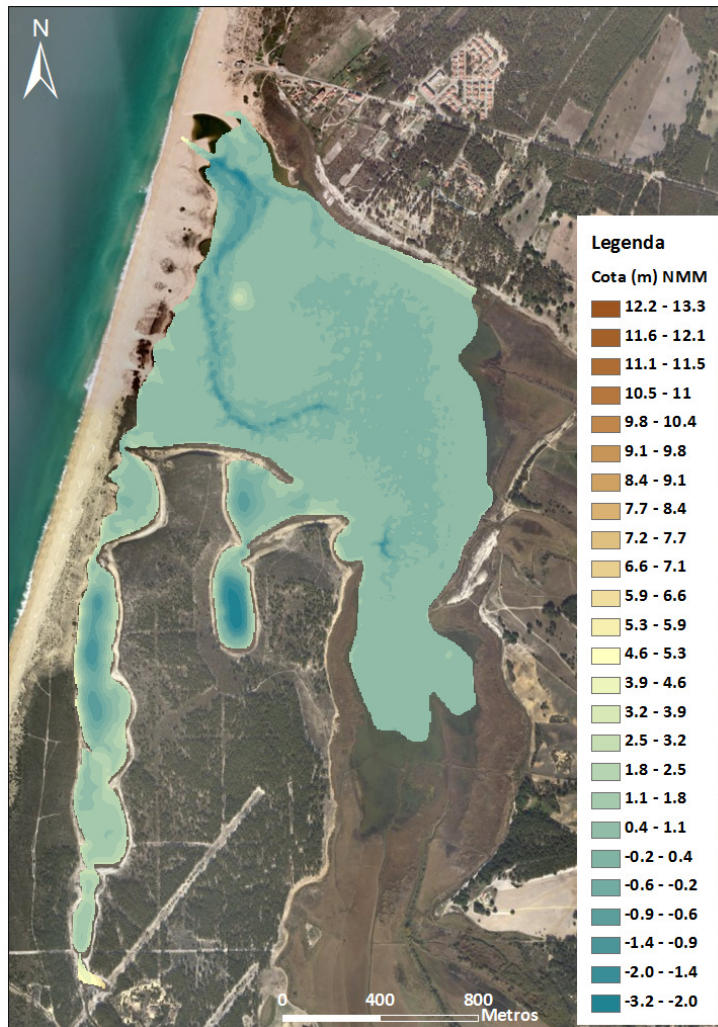 N
Legenda
Cota (m) NMM
12.2 - 13.3
11.6 - 12.1
11.1 - 11.5
10.5 - 11
9.8 - 10.4
9.1 - 9.8
8.4 - 9.1
7.7 - 8.4
7.2 - 7.7
6.6 - 7.1
5.9 - 6.6
5.3 - 5.9
4.6 - 5.3
3.9 - 4.6
3.2 - 3.9
2.5 - 3.2
1.8 - 2.5
1.1 - 1.8
0.4 - 1.1
-0.2 - 0.4
-0.6 - -0.2
-0.9 - -0.6
-1.4 - -0.9
-2.0 - -1.4
-3.2 - -2.0
0 400 800
Metros